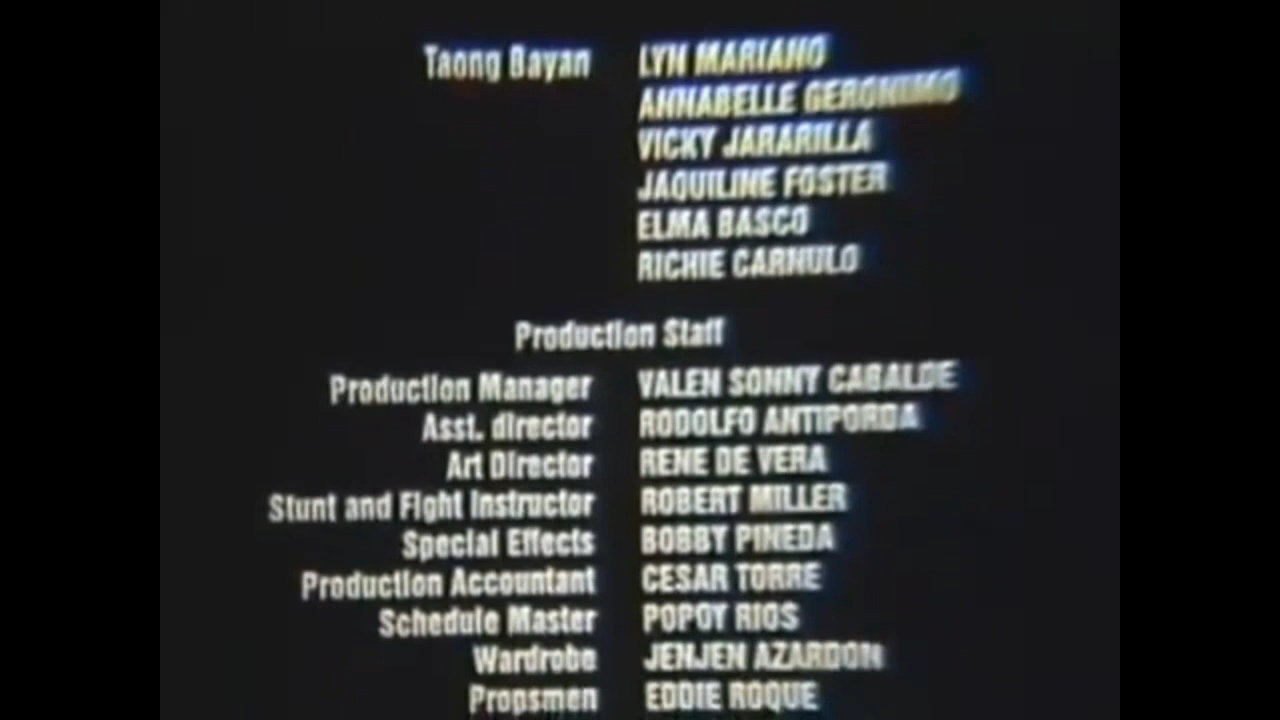 Taong Bayan LYN MARIANO
ANNABELLE GERONIMO
VICKY JARARILLA
JAQUILINE FOSTER
ELMA BASCO
RICHIE CARNULO
Production Staff
Production Manager VALEN SONNY CABALDE
Asst. director RODOLFO ANTIPORDA
Art Director RENE DE VERA
Stunt and Fight Instructor ROBERT MILLER
Special Effects BOBBY PINEDA
Production Accountant CESAR TORRE
Schedule Master POPOY RIOS
Wardrobe JENJEN AZARDON
Propsmen EDDIE ROQUE